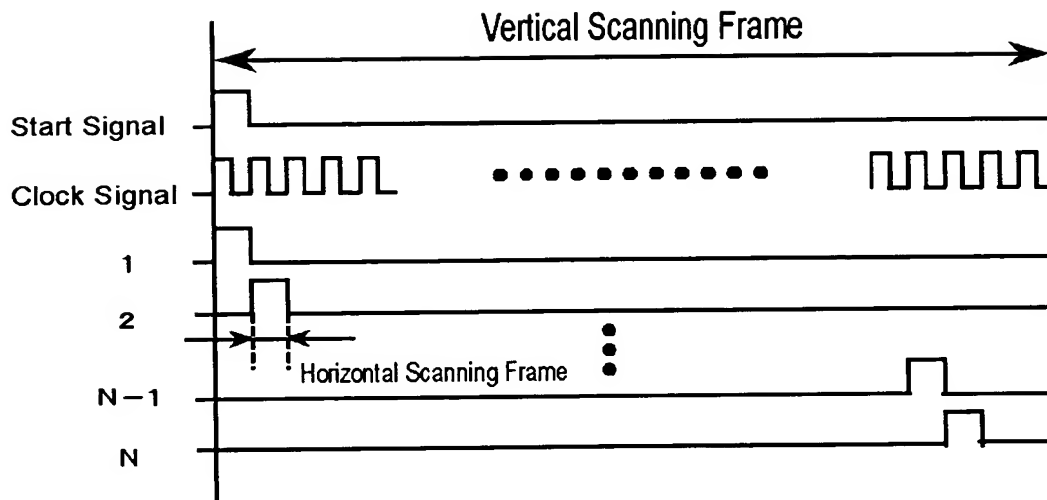 Vertical Scanning Frame
Start Signal
Clock Signal
1
2
Horizontal Scanning Frame
N-1
N